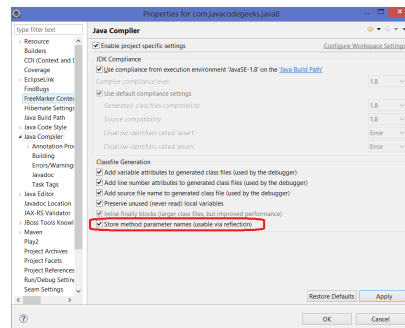 Properties for com.javacodegeeks.java8
type filter text
Resource
Builders
CDI (Context and I
Coverage
EclipseLink
FindBugs
FreeMarker Contex
Hibernate Settings
Java Build Path
Java Code Style
Java Compiler
Annotation Pro
Building
Errors/Warning
Javadoc
Task Tags
Java Editor
Javadoc Location
JAX-RS Validator
JBoss Tools Knowl
Maven
Play2
Project Archives
Project Facets
Project References
Run/Debug Settin
Seam Settings
Java Compiler
Enable project specific settings
Configure Workspace Settings
JDK Compliance
Use compliance from execution environment 'JavaSE-1.8' on the 'Java Build Path'
Compiler compliance level: 1.8
Use default compliance settings
Generated .class files compatibility: 1.8
Source compatibility: 1.8
Disallow identifiers called 'assert': Error
Disallow identifiers called 'enum': Error
Classfile Generation
Add variable attributes to generated class files (used by the debugger)
Add line number attributes to generated class files (used by the debugger)
Add source file name to generated class file (used by the debugger)
Preserve unused (never read) local variables
Inline finally blocks (larger class files, but improved performance)
Store method parameter names (usable via reflection)
Restore Defaults Apply
OK Cancel